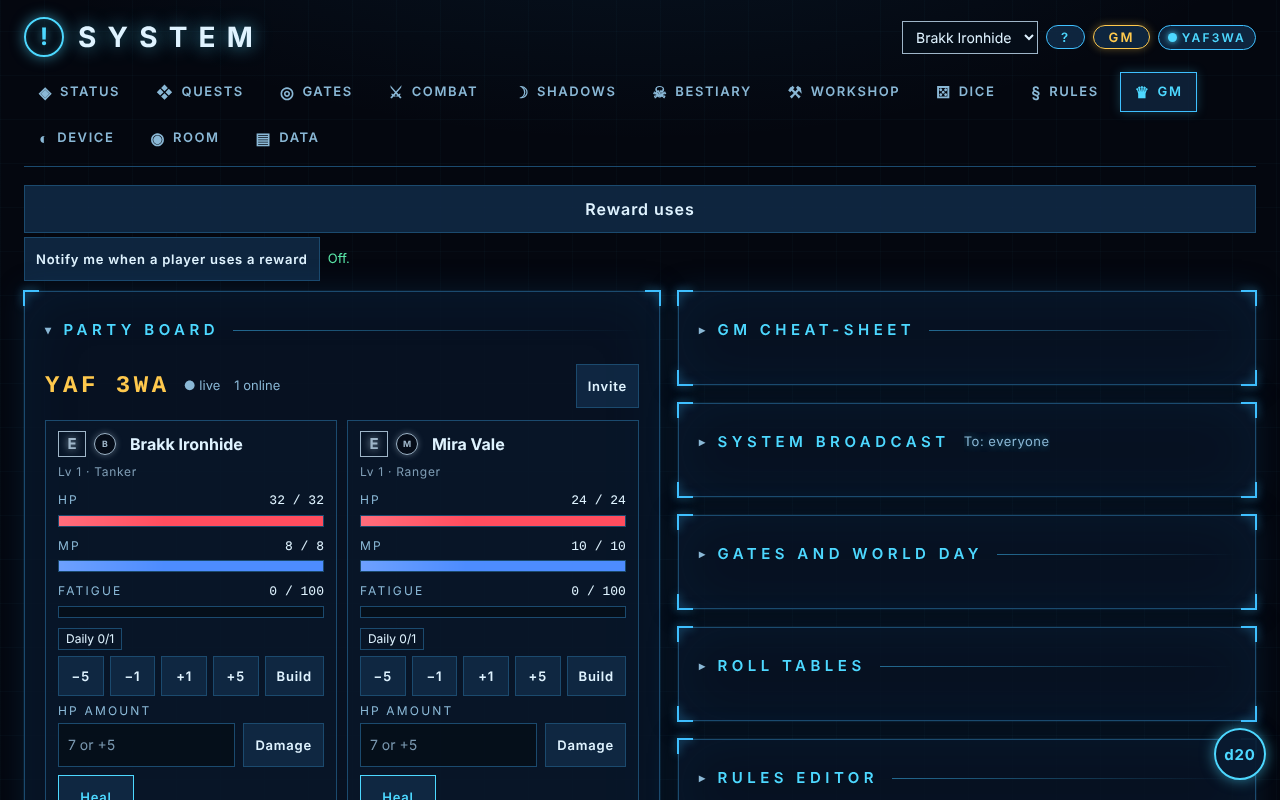 ! SYSTEM
Brakk Ironhide ? GM YAF3WA
STATUS QUESTS GATES COMBAT SHADOWS BESTIARY WORKSHOP DICE § RULES GM
DEVICE ROOM DATA
Reward uses
Notify me when a player uses a reward Off.
PARTY BOARD
YAF 3WA live 1 online Invite
E B Brakk Ironhide
Lv 1 · Tanker
HP 32 / 32
MP 8 / 8
FATIGUE 0 / 100
Daily 0/1
−5 −1 +1 +5 Build
HP AMOUNT
7 or +5 Damage
Heal
E M Mira Vale
Lv 1 · Ranger
HP 24 / 24
MP 10 / 10
FATIGUE 0 / 100
Daily 0/1
−5 −1 +1 +5 Build
HP AMOUNT
7 or +5 Damage
Heal
GM CHEAT-SHEET
SYSTEM BROADCAST To: everyone
GATES AND WORLD DAY
ROLL TABLES
RULES EDITOR
d20